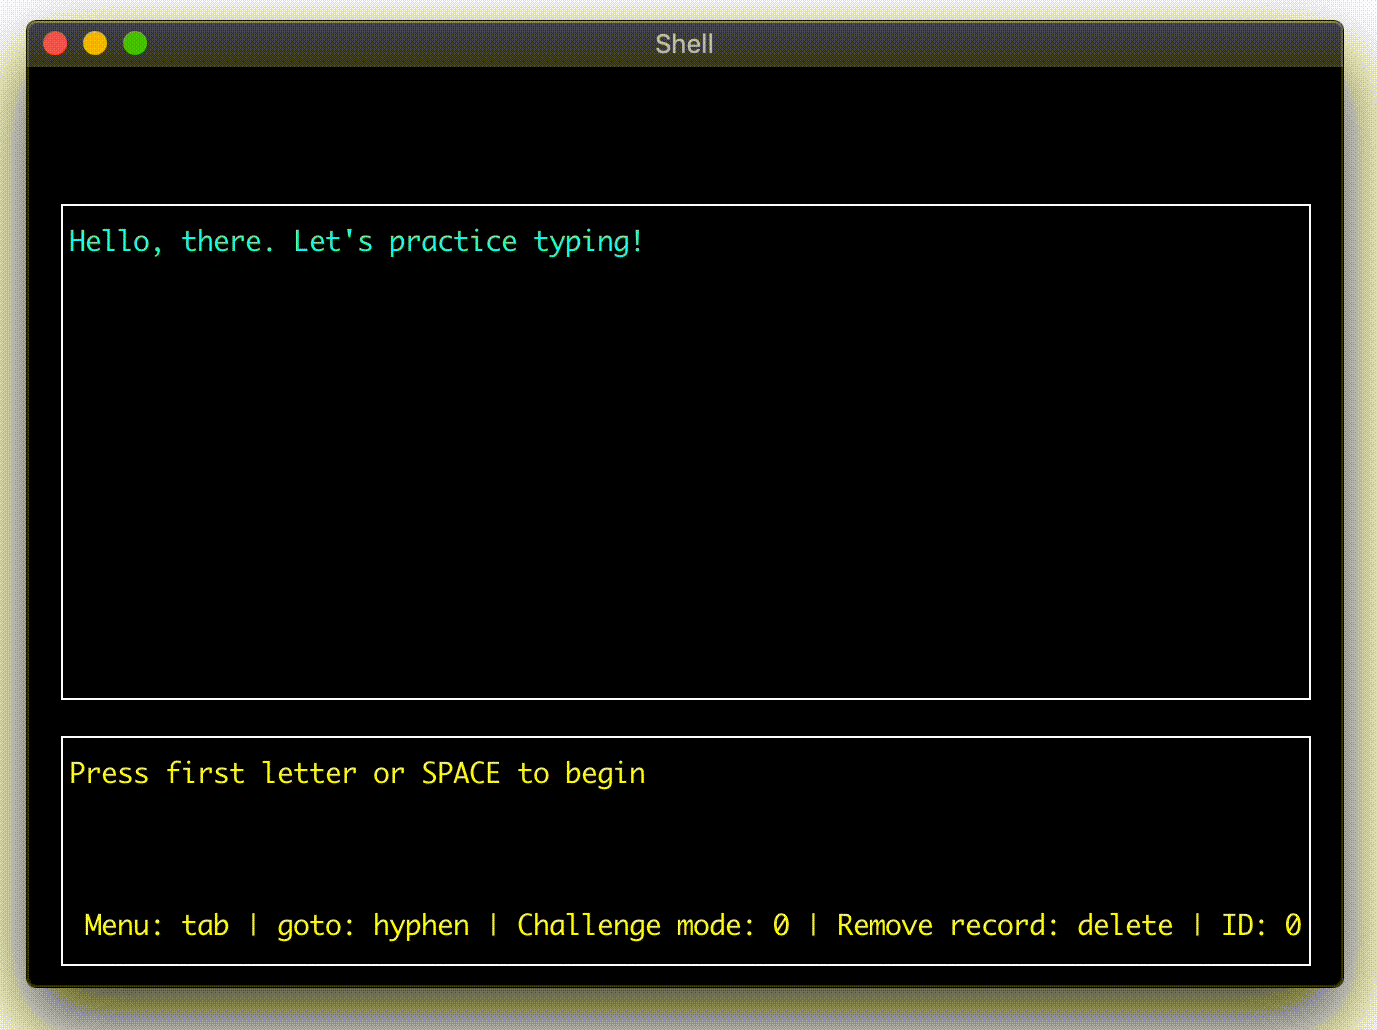 Shell
Hello, there. Let's practice typing!
Press first letter or SPACE to begin
Menu: tab | goto: hyphen | Challenge mode: 0 | Remove record: delete | ID: 0